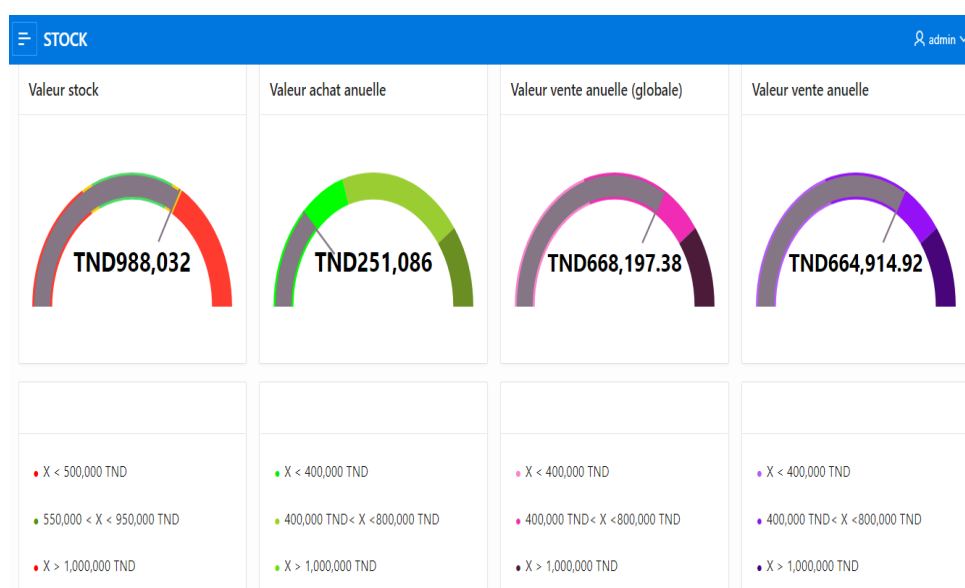 STOCK
admin
Valeur stock
Valeur achat anuelle
Valeur vente anuelle (globale)
Valeur vente anuelle
TND988,032
TND251,086
TND668,197.38
TND664,914.92
X < 500,000 TND
X < 400,000 TND
X < 400,000 TND
X < 400,000 TND
550,000 < X < 950,000 TND
400,000 TND< X <800,000 TND
400,000 TND< X <800,000 TND
400,000 TND< X <800,000 TND
X > 1,000,000 TND
X > 1,000,000 TND
X > 1,000,000 TND
X > 1,000,000 TND